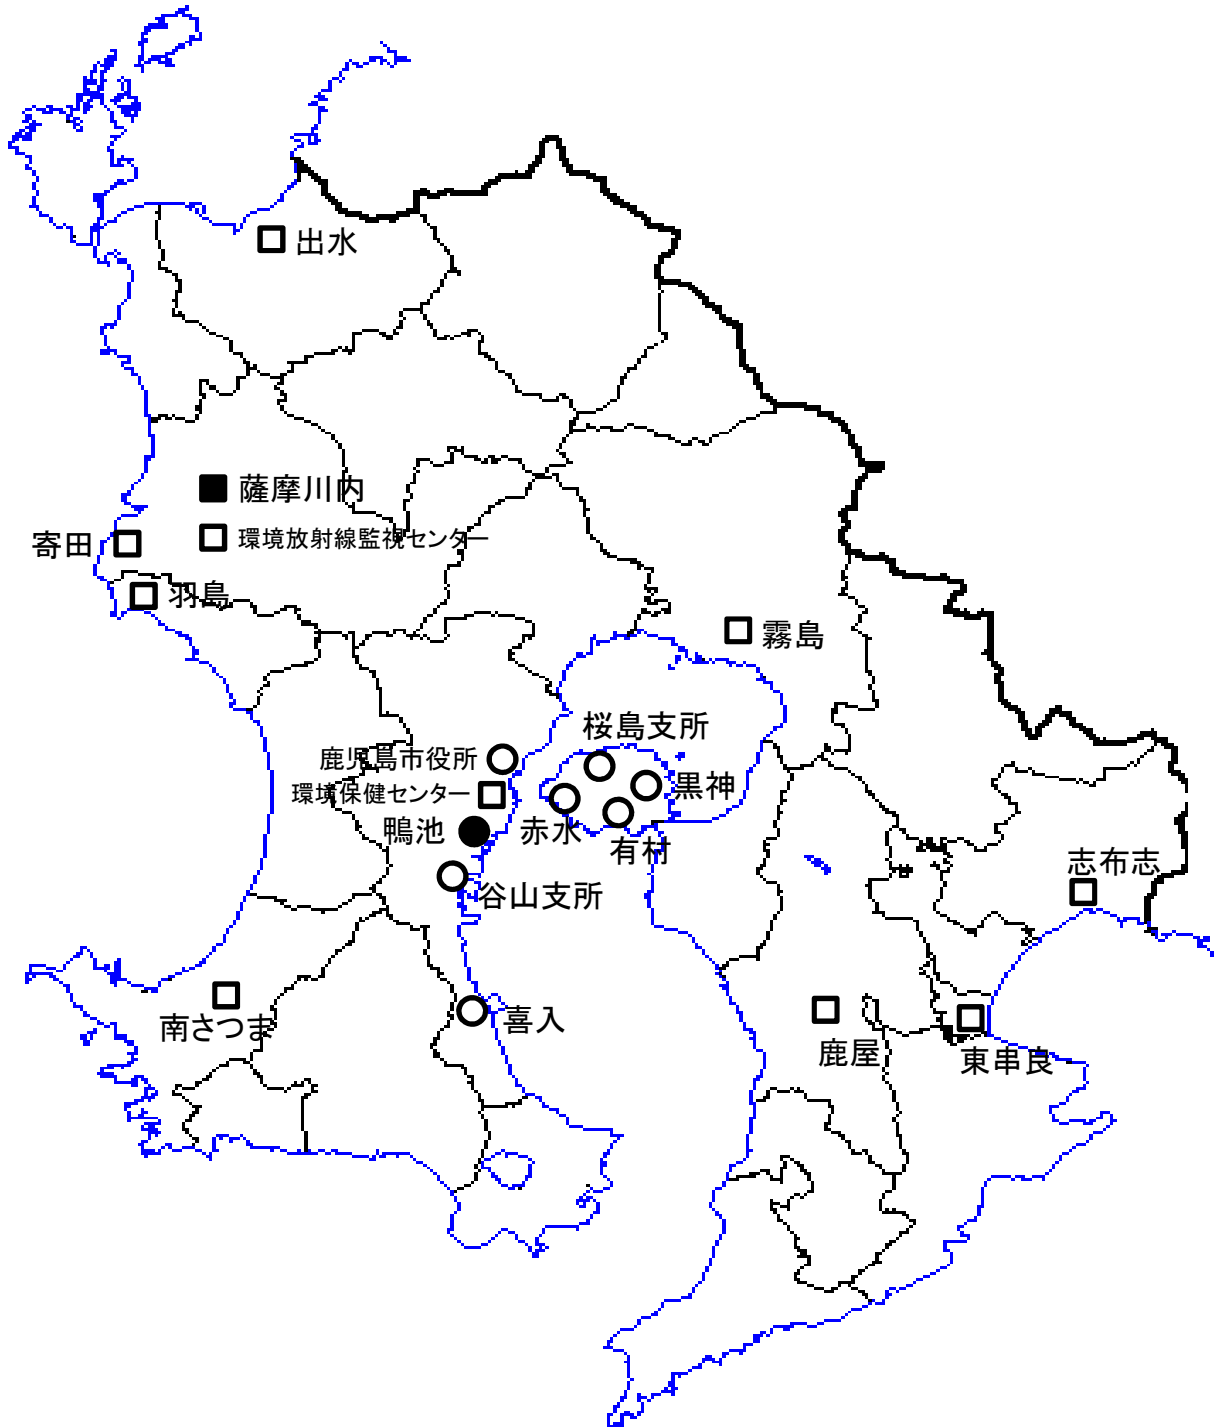 出水
薩摩川内
環境放射線監視センター
寄田
羽島
霧島
桜島支所
鹿児島市役所
黒神
環境保健センター
鴨池
赤水
有村
志布志
谷山支所
南さつま
喜入
鹿屋
東串良